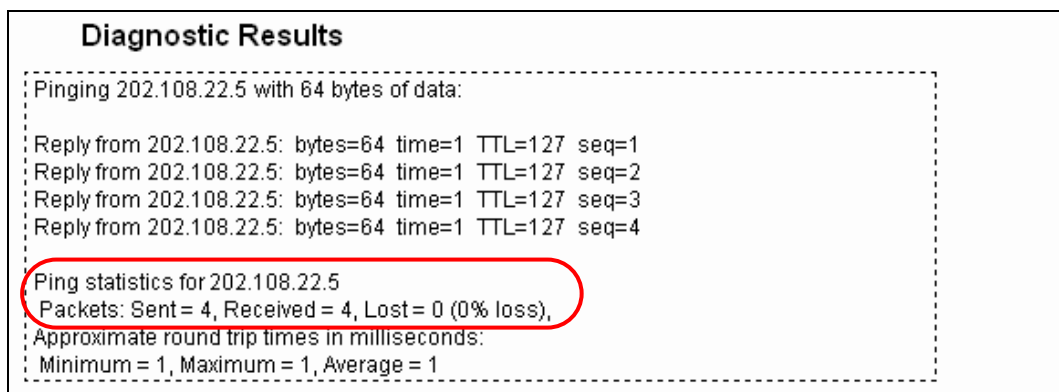 Diagnostic Results
Pinging 202.108.22.5 with 64 bytes of data:
Reply from 202.108.22.5: bytes=64 time=1 TTL=127 seq=1
Reply from 202.108.22.5: bytes=64 time=1 TTL=127 seq=2
Reply from 202.108.22.5: bytes=64 time=1 TTL=127 seq=3
Reply from 202.108.22.5: bytes=64 time=1 TTL=127 seq=4
Ping statistics for 202.108.22.5
Packets: Sent = 4, Received = 4, Lost = 0 (0% loss),
Approximate round trip times in milliseconds:
Minimum = 1, Maximum = 1, Average = 1